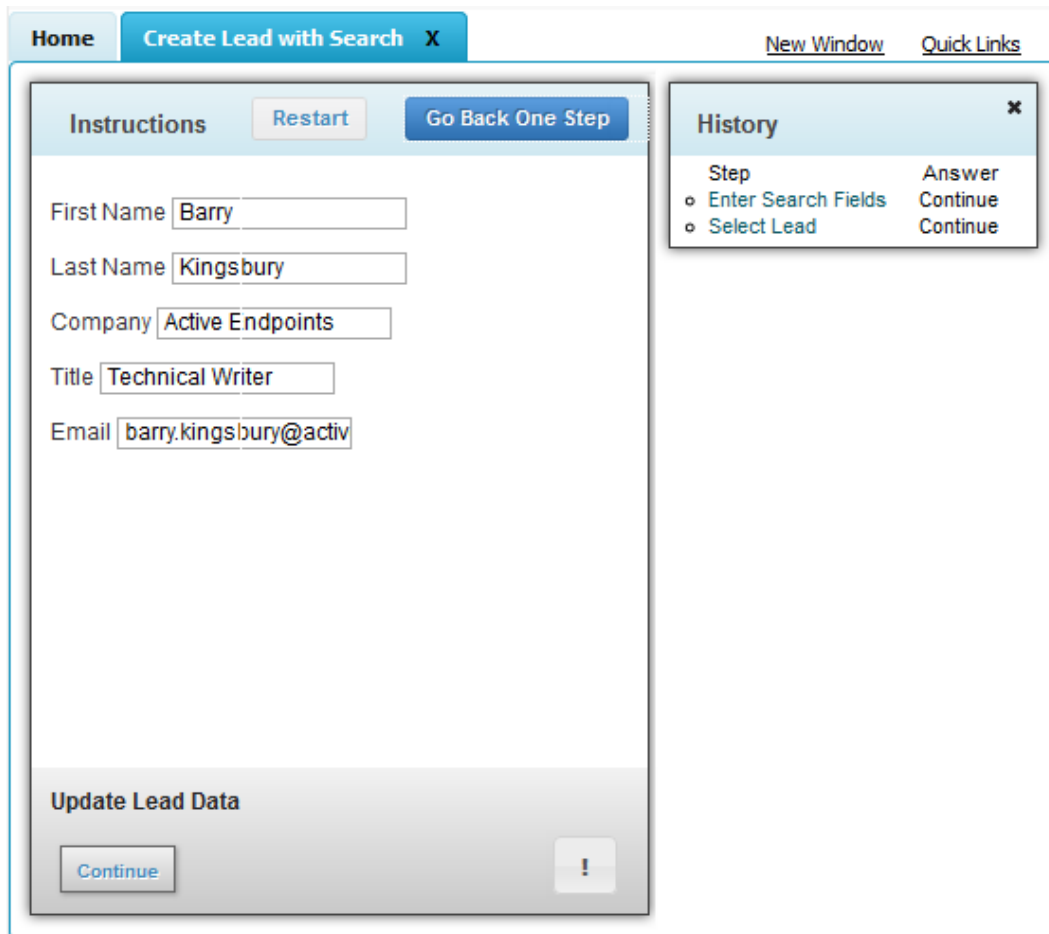 Home Create Lead with Search X New Window Quick Links
Instructions Restart Go Back One Step
First Name Barry
Last Name Kingsbury
Company Active Endpoints
Title Technical Writer
Email barry.kingsbury@activ
Update Lead Data
Continue !
History ×
Step Answer
Enter Search Fields Continue
Select Lead Continue